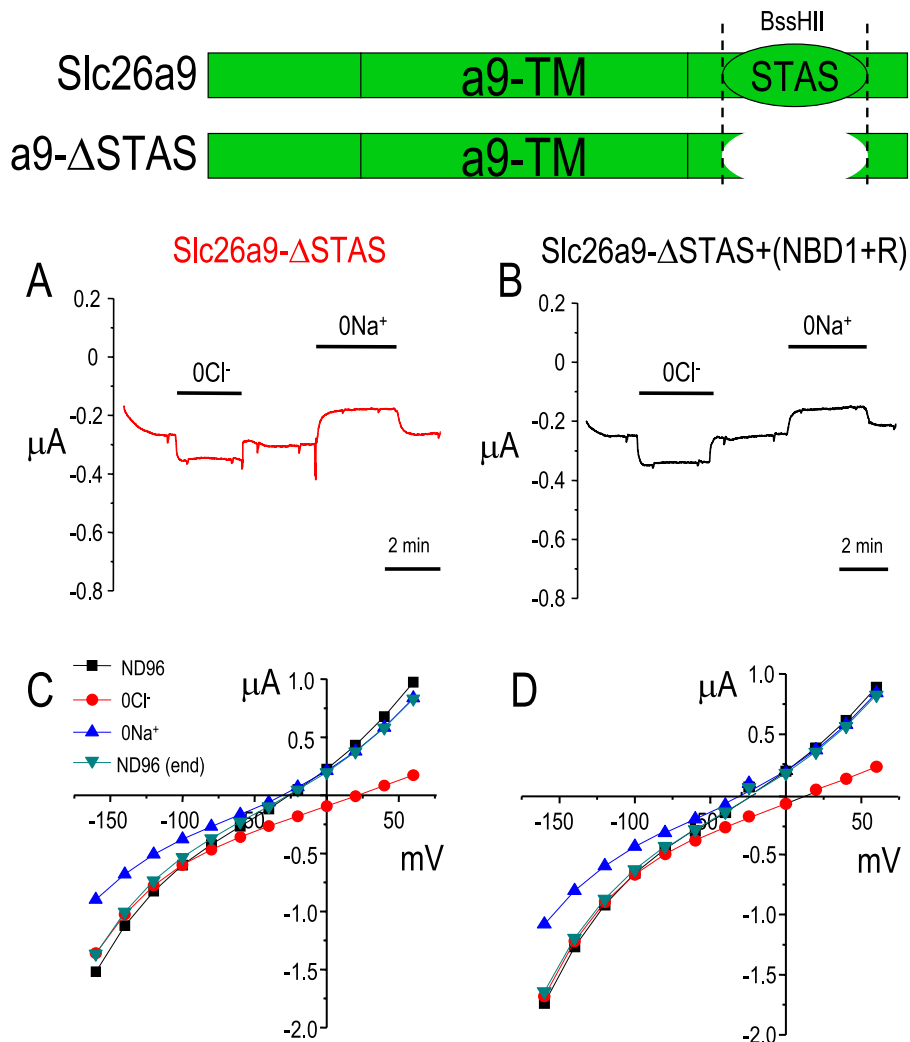 BssHII
Slc26a9 a9-TM STAS
a9-ΔSTAS a9-TM
Slc26a9-ΔSTAS
Slc26a9-ΔSTAS+(NBD1+R)
A
0.2
0
-0.2
-0.4
-0.6
-0.8
μA
0Cl-
0Na+
2 min
B
0.2
0
-0.2
-0.4
-0.6
-0.8
μA
0Cl-
0Na+
2 min
C
ND96
0Cl-
0Na+
ND96 (end)
μA
1.0
0.5
-150 -100 -50 50
mV
-0.5
-1.0
-1.5
-2.0
D
μA
1.0
0.5
-150 -100 -50 50
mV
-0.5
-1.0
-1.5
-2.0